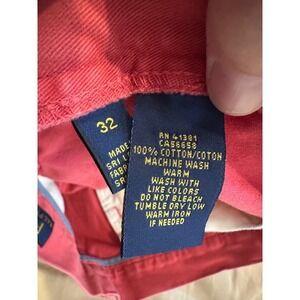 32
MADE
SRI L
FABR
SR
RN 41381
CA56658
100% COTTON/COTON
MACHINE WASH
WARM
WASH WITH
LIKE COLORS
DO NOT BLEACH
TUMBLE DRY LOW
WARM IRON
IF NEEDED